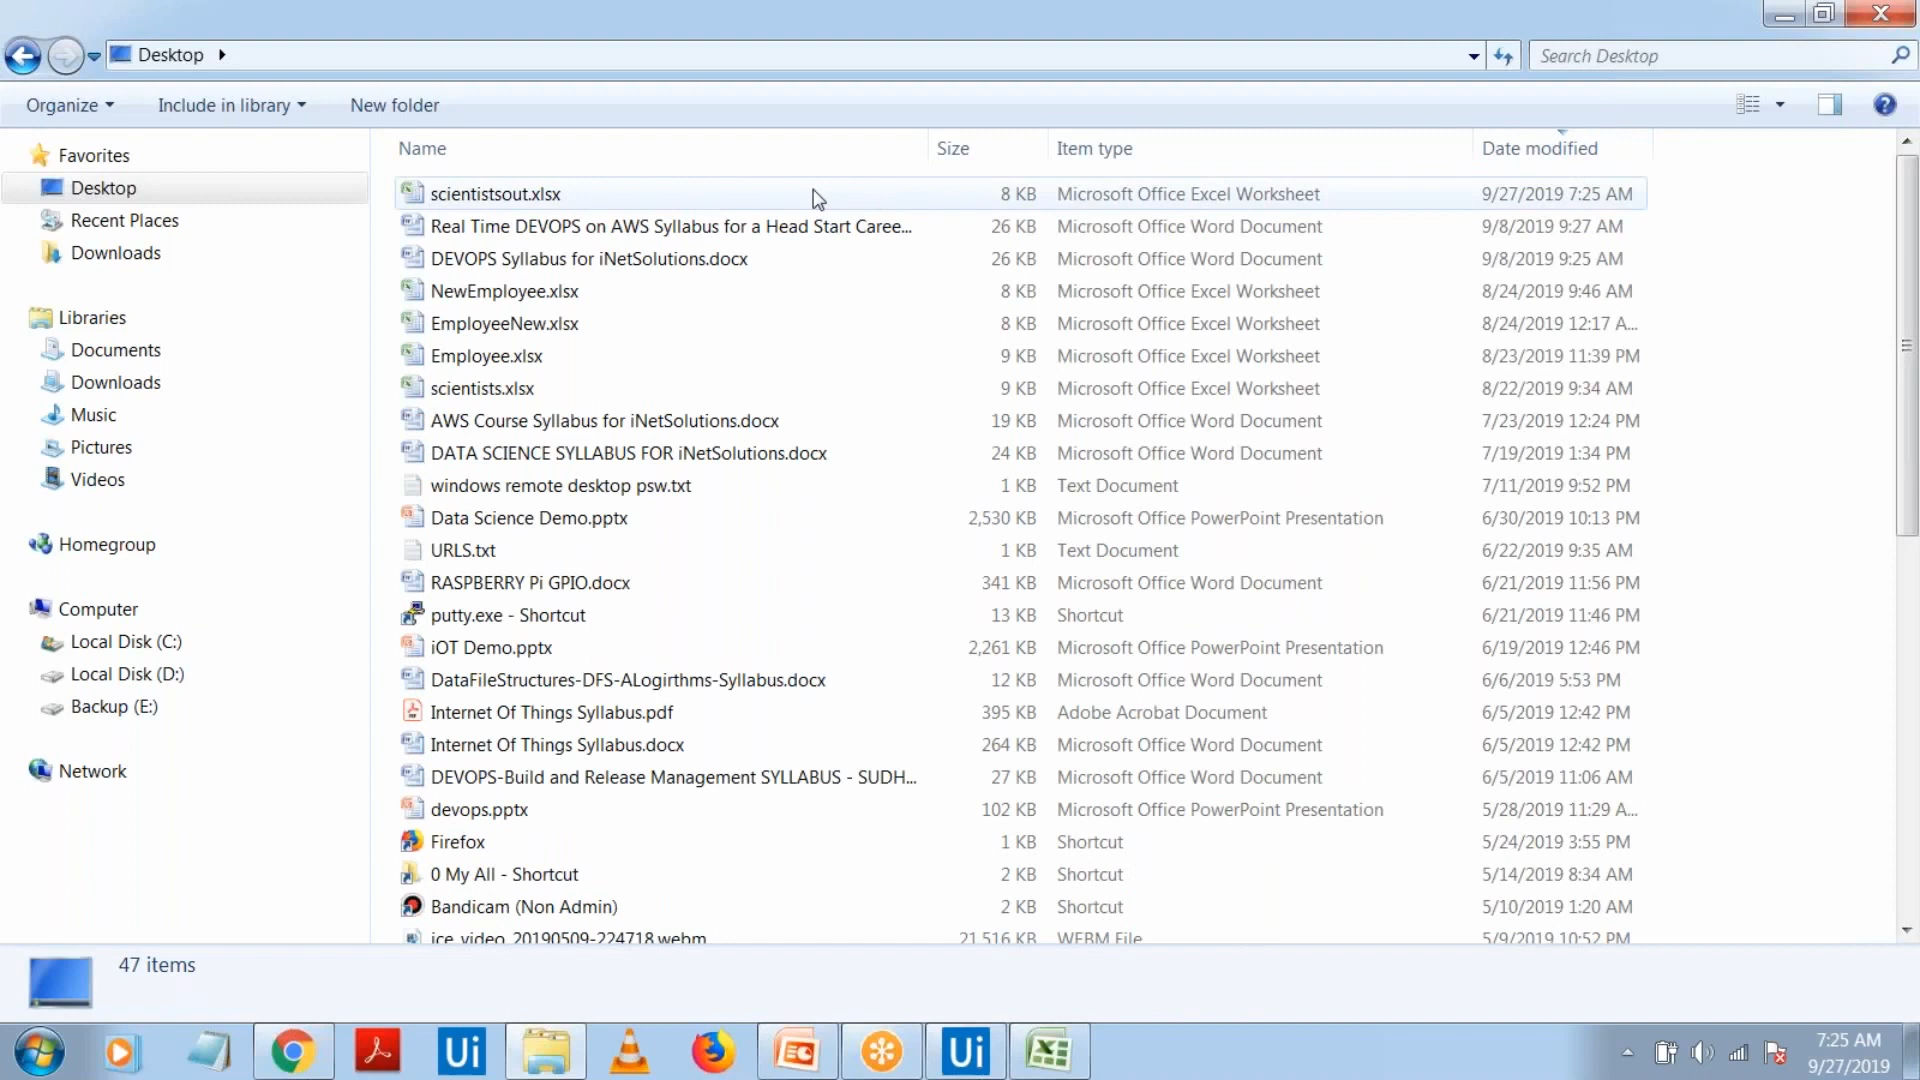 Desktop
Search Desktop
Organize
Include in library
New folder
Favorites
Desktop
Recent Places
Downloads
Libraries
Documents
Downloads
Music
Pictures
Videos
Homegroup
Computer
Local Disk (C:)
Local Disk (D:)
Backup (E:)
Network
Name Size Item type Date modified
scientistsout.xlsx 8 KB Microsoft Office Excel Worksheet 9/27/2019 7:25 AM
Real Time DEVOPS on AWS Syllabus for a Head Start Caree... 26 KB Microsoft Office Word Document 9/8/2019 9:27 AM
DEVOPS Syllabus for iNetSolutions.docx 26 KB Microsoft Office Word Document 9/8/2019 9:25 AM
NewEmployee.xlsx 8 KB Microsoft Office Excel Worksheet 8/24/2019 9:46 AM
EmployeeNew.xlsx 8 KB Microsoft Office Excel Worksheet 8/24/2019 12:17 A...
Employee.xlsx 9 KB Microsoft Office Excel Worksheet 8/23/2019 11:39 PM
scientists.xlsx 9 KB Microsoft Office Excel Worksheet 8/22/2019 9:34 AM
AWS Course Syllabus for iNetSolutions.docx 19 KB Microsoft Office Word Document 7/23/2019 12:24 PM
DATA SCIENCE SYLLABUS FOR iNetSolutions.docx 24 KB Microsoft Office Word Document 7/19/2019 1:34 PM
windows remote desktop psw.txt 1 KB Text Document 7/11/2019 9:52 PM
Data Science Demo.pptx 2,530 KB Microsoft Office PowerPoint Presentation 6/30/2019 10:13 PM
URLS.txt 1 KB Text Document 6/22/2019 9:35 AM
RASPBERRY Pi GPIO.docx 341 KB Microsoft Office Word Document 6/21/2019 11:56 PM
putty.exe - Shortcut 13 KB Shortcut 6/21/2019 11:46 PM
iOT Demo.pptx 2,261 KB Microsoft Office PowerPoint Presentation 6/19/2019 12:46 PM
DataFileStructures-DFS-ALogirthms-Syllabus.docx 12 KB Microsoft Office Word Document 6/6/2019 5:53 PM
Internet Of Things Syllabus.pdf 395 KB Adobe Acrobat Document 6/5/2019 12:42 PM
Internet Of Things Syllabus.docx 264 KB Microsoft Office Word Document 6/5/2019 12:42 PM
DEVOPS-Build and Release Management SYLLABUS - SUDH... 27 KB Microsoft Office Word Document 6/5/2019 11:06 AM
devops.pptx 102 KB Microsoft Office PowerPoint Presentation 5/28/2019 11:29 A...
Firefox 1 KB Shortcut 5/24/2019 3:55 PM
0 My All - Shortcut 2 KB Shortcut 5/14/2019 8:34 AM
Bandicam (Non Admin) 2 KB Shortcut 5/10/2019 1:20 AM
ice_video_20190509-224718.webm 21,516 KB WEBM File 5/9/2019 10:52 PM
47 items
Ui
Ui
7:25 AM
9/27/2019